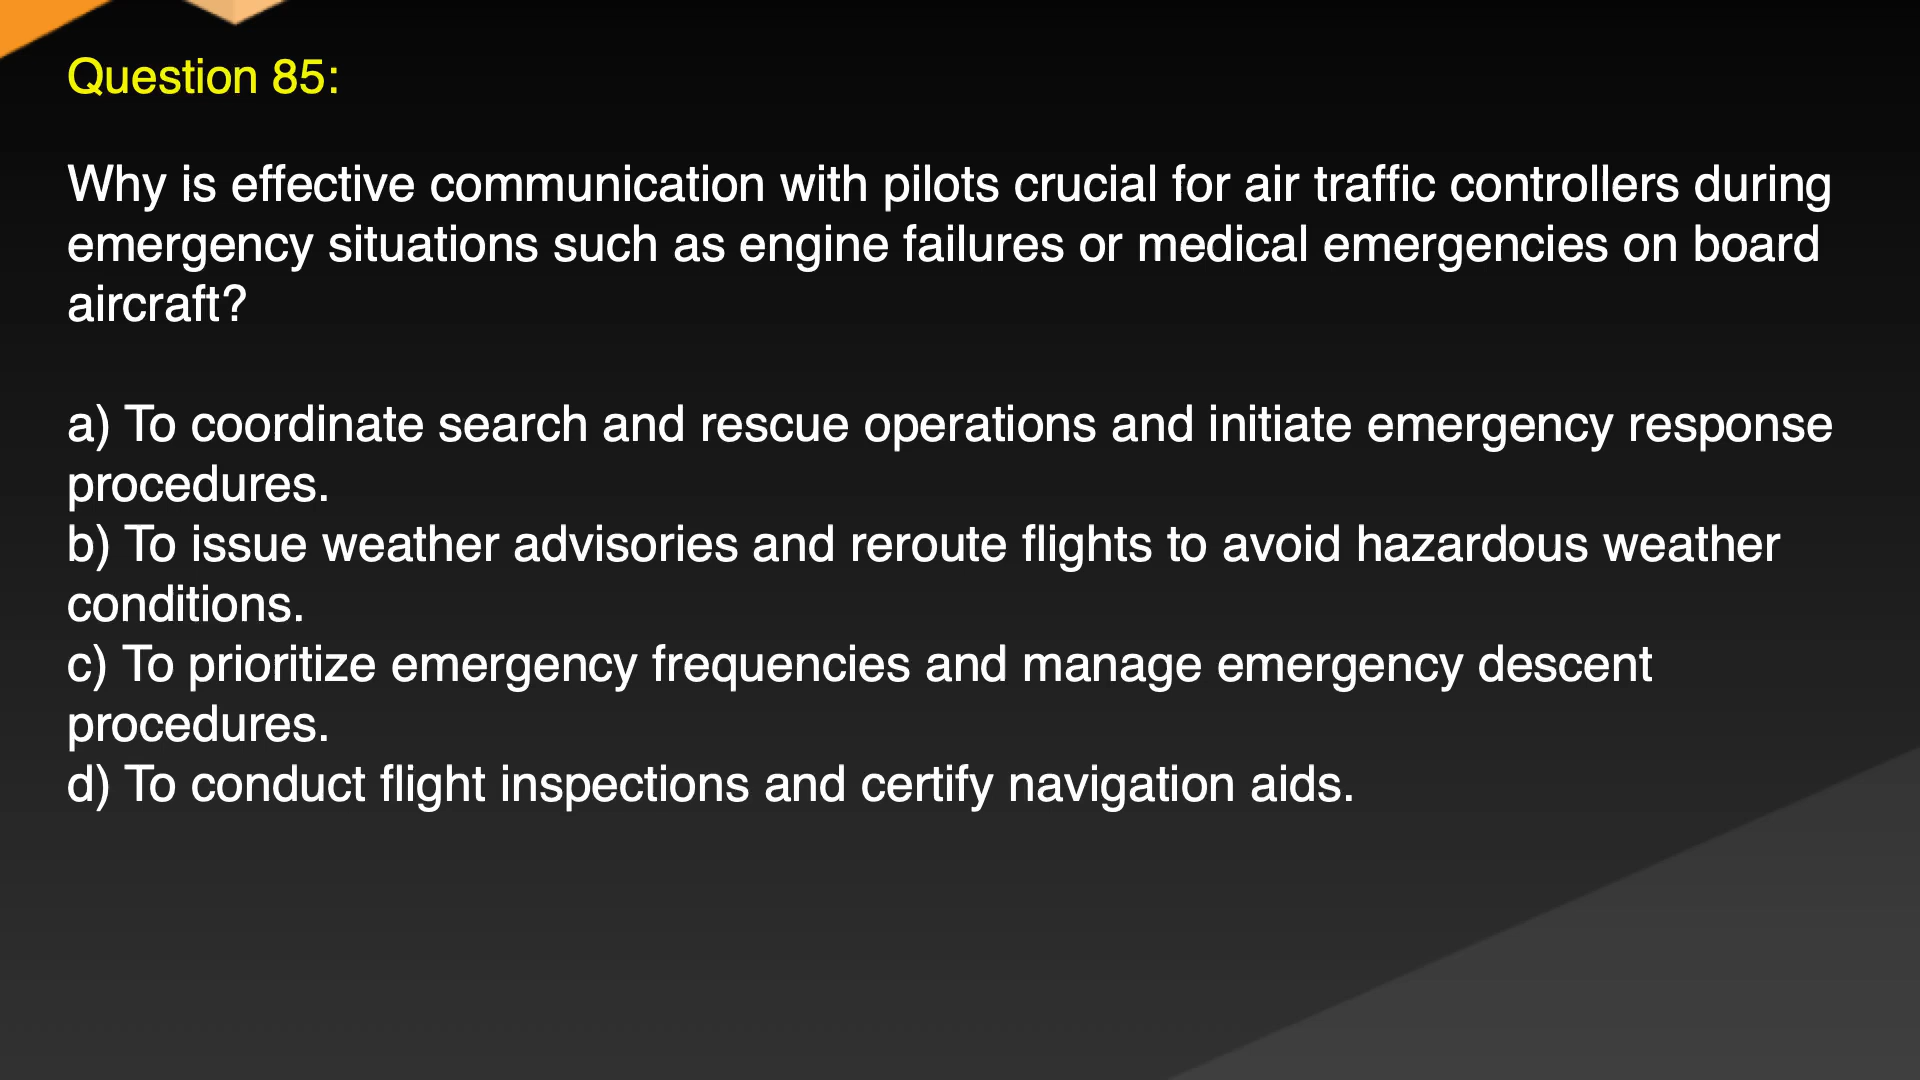 Question 85:
Why is effective communication with pilots crucial for air traffic controllers during
emergency situations such as engine failures or medical emergencies on board
aircraft?
a) To coordinate search and rescue operations and initiate emergency response
procedures.
b) To issue weather advisories and reroute flights to avoid hazardous weather
conditions.
c) To prioritize emergency frequencies and manage emergency descent
procedures.
d) To conduct flight inspections and certify navigation aids.